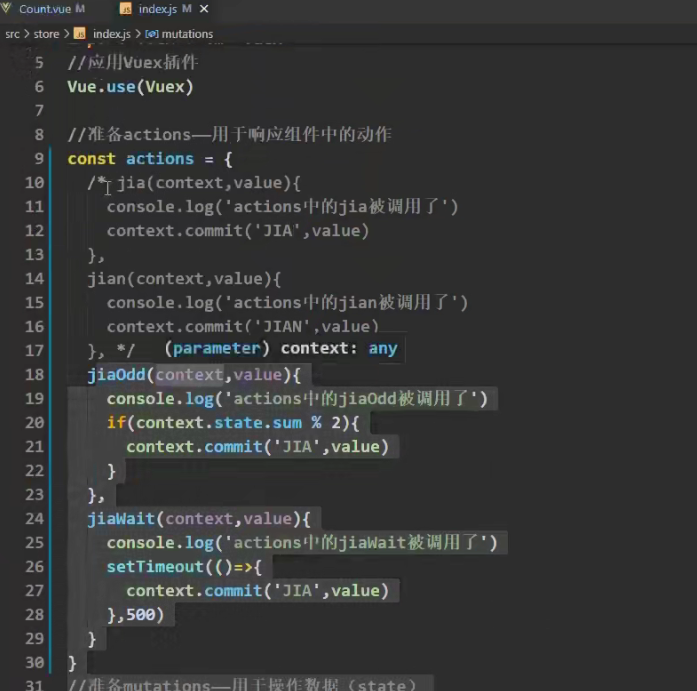 Count.vue M
JS index.js M ×
src > store > JS index.js > mutations
5 //应用Vuex插件
6 Vue.use(Vuex)
7
8 //准备actions——用于响应组件中的动作
9 const actions = {
10 /* jia(context,value){
11 console.log('actions中的jia被调用了')
12 context.commit('JIA',value)
13 },
14 jian(context,value){
15 console.log('actions中的jian被调用了')
16 context.commit('JIAN',value)
17 }, */
(parameter) context: any
18 jiaOdd(context,value){
19 console.log('actions中的jiaOdd被调用了')
20 if(context.state.sum % 2){
21 context.commit('JIA',value)
22 }
23 },
24 jiaWait(context,value){
25 console.log('actions中的jiaWait被调用了')
26 setTimeout(()=>{
27 context.commit('JIA',value)
28 },500)
29 }
30 }
31 //准备mutations——用于操作数据（state）